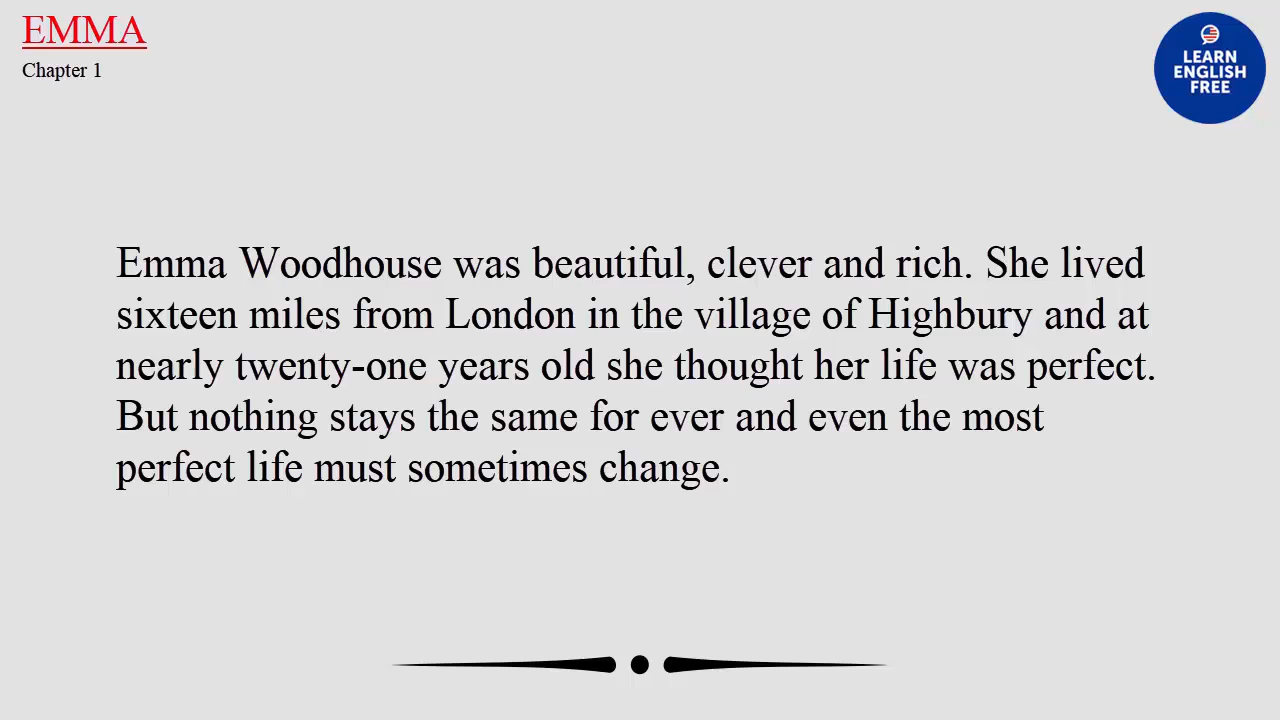 EMMA
Chapter 1
LEARN
ENGLISH
FREE
Emma Woodhouse was beautiful, clever and rich. She lived
sixteen miles from London in the village of Highbury and at
nearly twenty-one years old she thought her life was perfect.
But nothing stays the same for ever and even the most
perfect life must sometimes change.